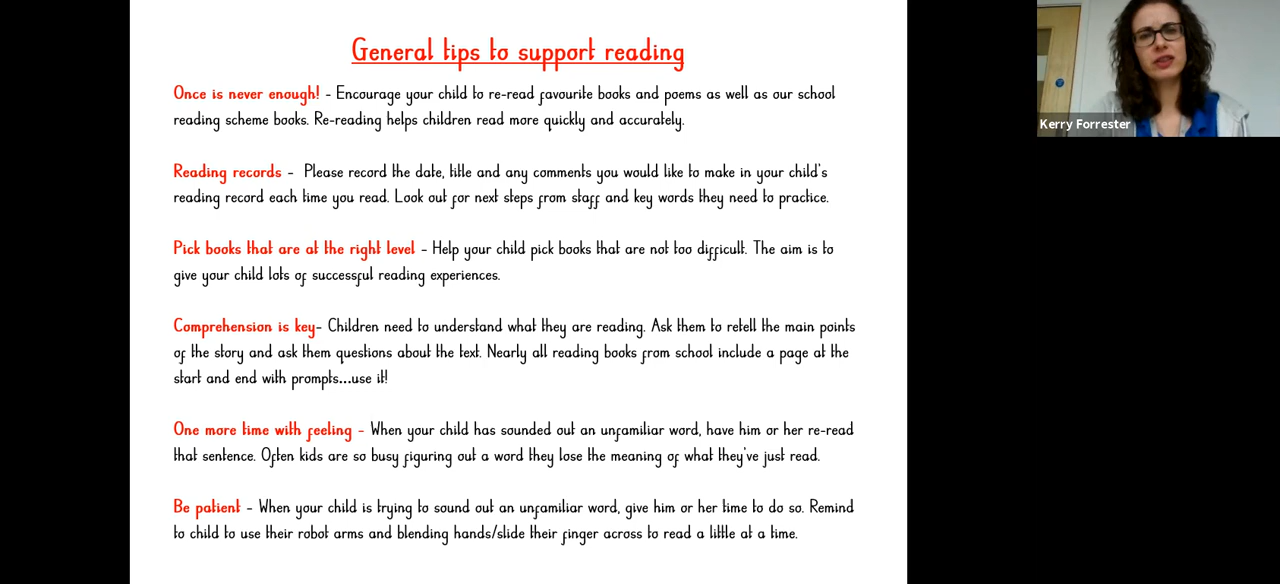 General tips to support reading
Once is never enough! - Encourage your child to re-read favourite books and poems as well as our school
reading scheme books. Re-reading helps children read more quickly and accurately.
Reading records - Please record the date, title and any comments you would like to make in your child's
reading record each time you read. Look out for next steps from staff and key words they need to practice.
Pick books that are at the right level - Help your child pick books that are not too difficult. The aim is to
give your child lots of successful reading experiences.
Comprehension is key- Children need to understand what they are reading. Ask them to retell the main points
of the story and ask them questions about the text. Nearly all reading books from school include a page at the
start and end with prompts...use it!
One more time with feeling - When your child has sounded out an unfamiliar word, have him or her re-read
that sentence. Often kids are so busy figuring out a word they lose the meaning of what they've just read.
Be patient - When your child is trying to sound out an unfamiliar word, give him or her time to do so. Remind
to child to use their robot arms and blending hands/slide their finger across to read a little at a time.
Kerry Forrester